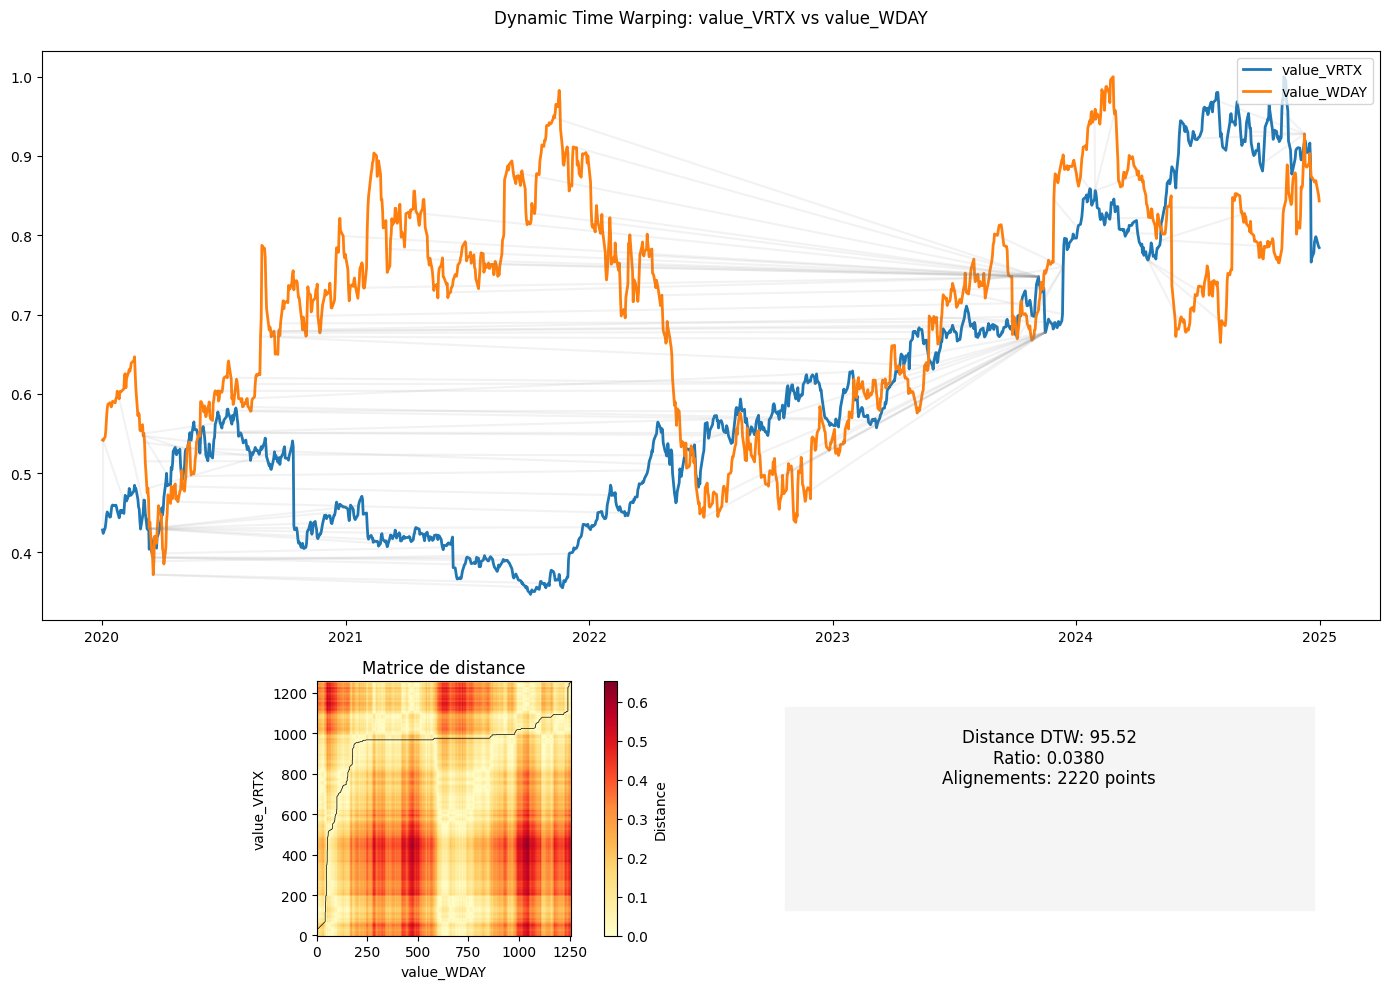 Dynamic Time Warping: value_VRTX vs value_WDAY
value_VRTX
value_WDAY
1.0
0.9
0.8
0.7
0.6
0.5
0.4
2020 2021 2022 2023 2024 2025
Matrice de distance
value_VRTX
1200
1000
800
600
400
200
0
0 250 500 750 1000 1250
value_WDAY
0.6
0.5
0.4
0.3
0.2
0.1
0.0
Distance
Distance DTW: 95.52
Ratio: 0.0380
Alignements: 2220 points